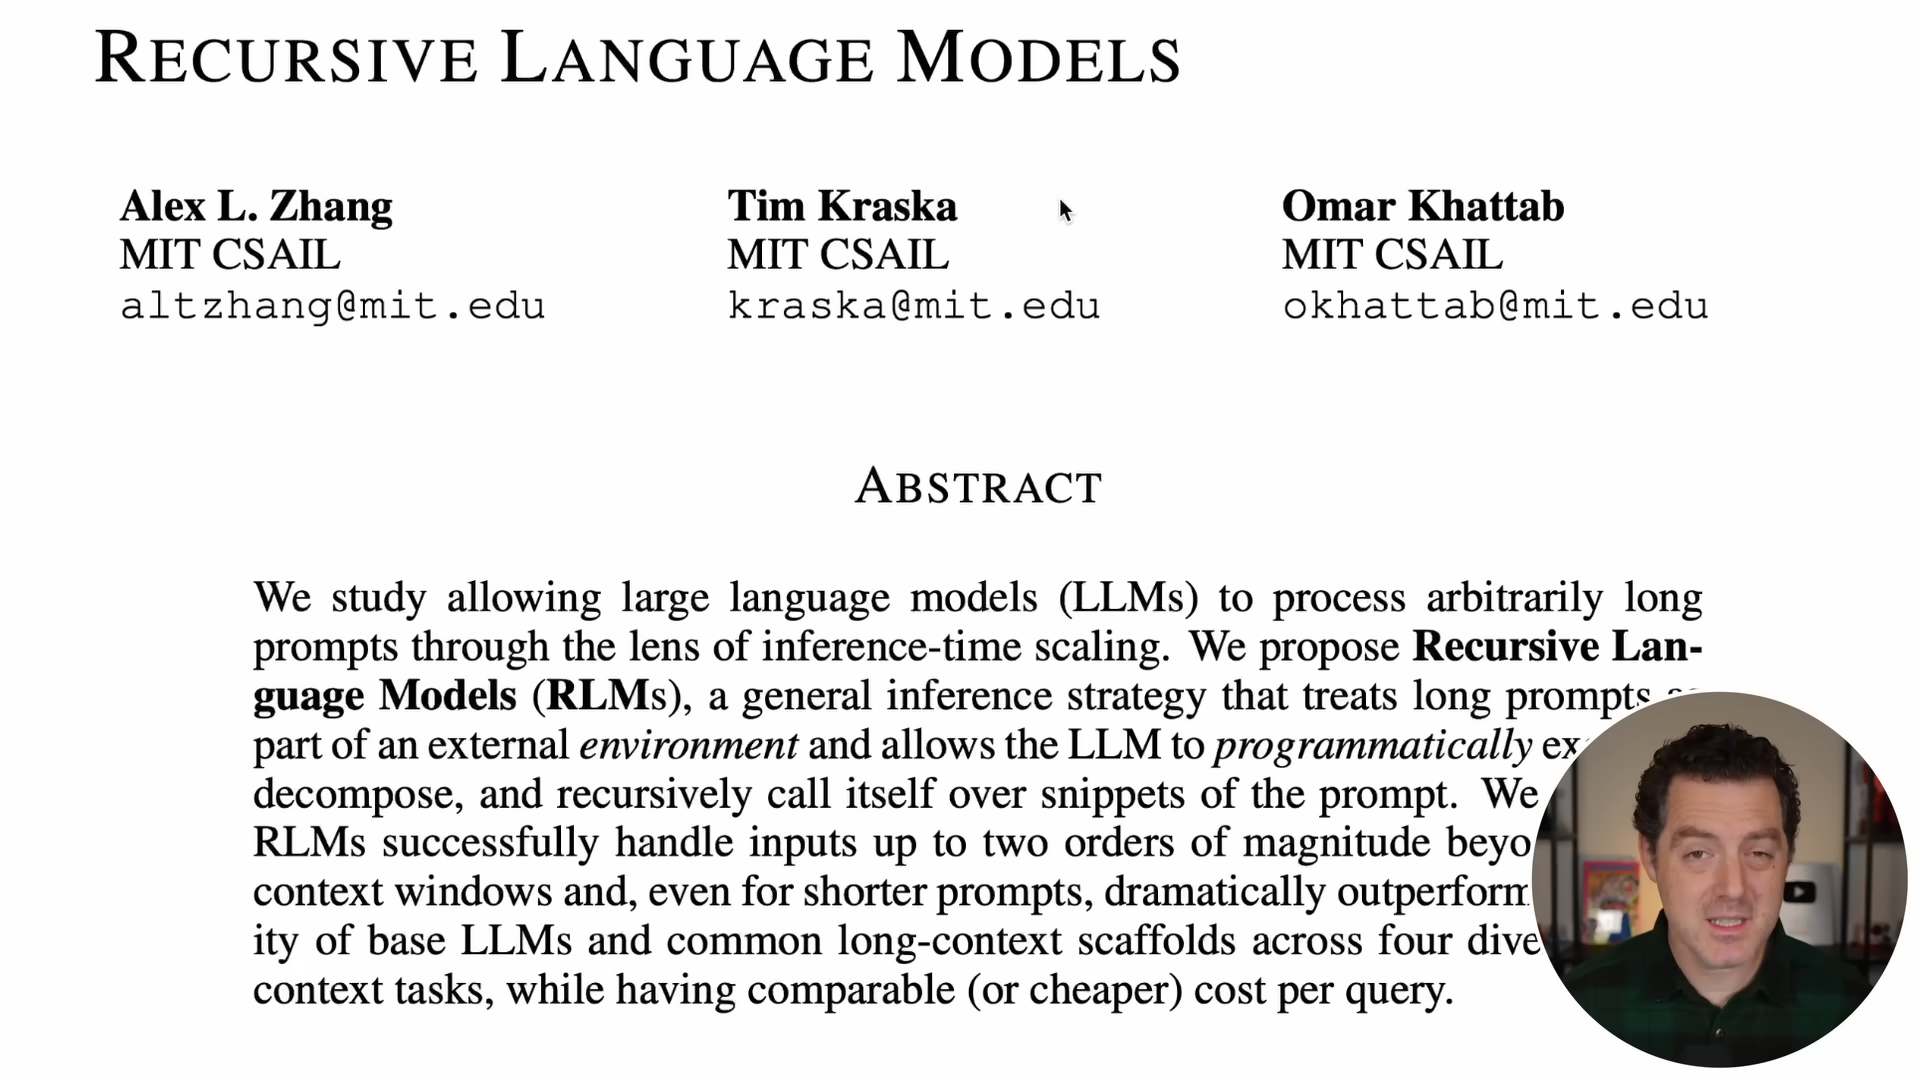 RECURSIVE LANGUAGE MODELS
Alex L. Zhang
MIT CSAIL
altzhang@mit.edu
Tim Kraska
MIT CSAIL
kraska@mit.edu
Omar Khattab
MIT CSAIL
okhattab@mit.edu
ABSTRACT
We study allowing large language models (LLMs) to process arbitrarily long
prompts through the lens of inference-time scaling. We propose Recursive Lan-
guage Models (RLMs), a general inference strategy that treats long prompts
part of an external environment and allows the LLM to programmatically
decompose, and recursively call itself over snippets of the prompt. We
RLMs successfully handle inputs up to two orders of magnitude
context windows and, even for shorter prompts, dramatically outperform
ity of base LLMs and common long-context scaffolds across four
context tasks, while having comparable (or cheaper) cost per query.